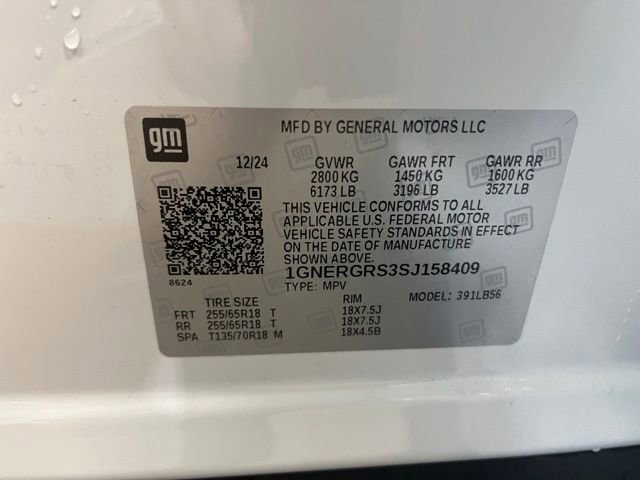 gm
MFD BY GENERAL MOTORS LLC
12/24 GVWR GAWR FRT GAWR RR
2800 KG 1450 KG 1600 KG
6173 LB 3196 LB 3527 LB
THIS VEHICLE CONFORMS TO ALL
APPLICABLE U.S. FEDERAL MOTOR
VEHICLE SAFETY STANDARDS IN EFFECT
ON THE DATE OF MANUFACTURE
SHOWN ABOVE.
8624
1GNERGRS3SJ158409
TYPE: MPV MODEL: 391LB56
TIRE SIZE RIM
FRT 255/65R18 T 18X7.5J
RR 255/65R18 T 18X7.5J
SPA T135/70R18 M 18X4.5B